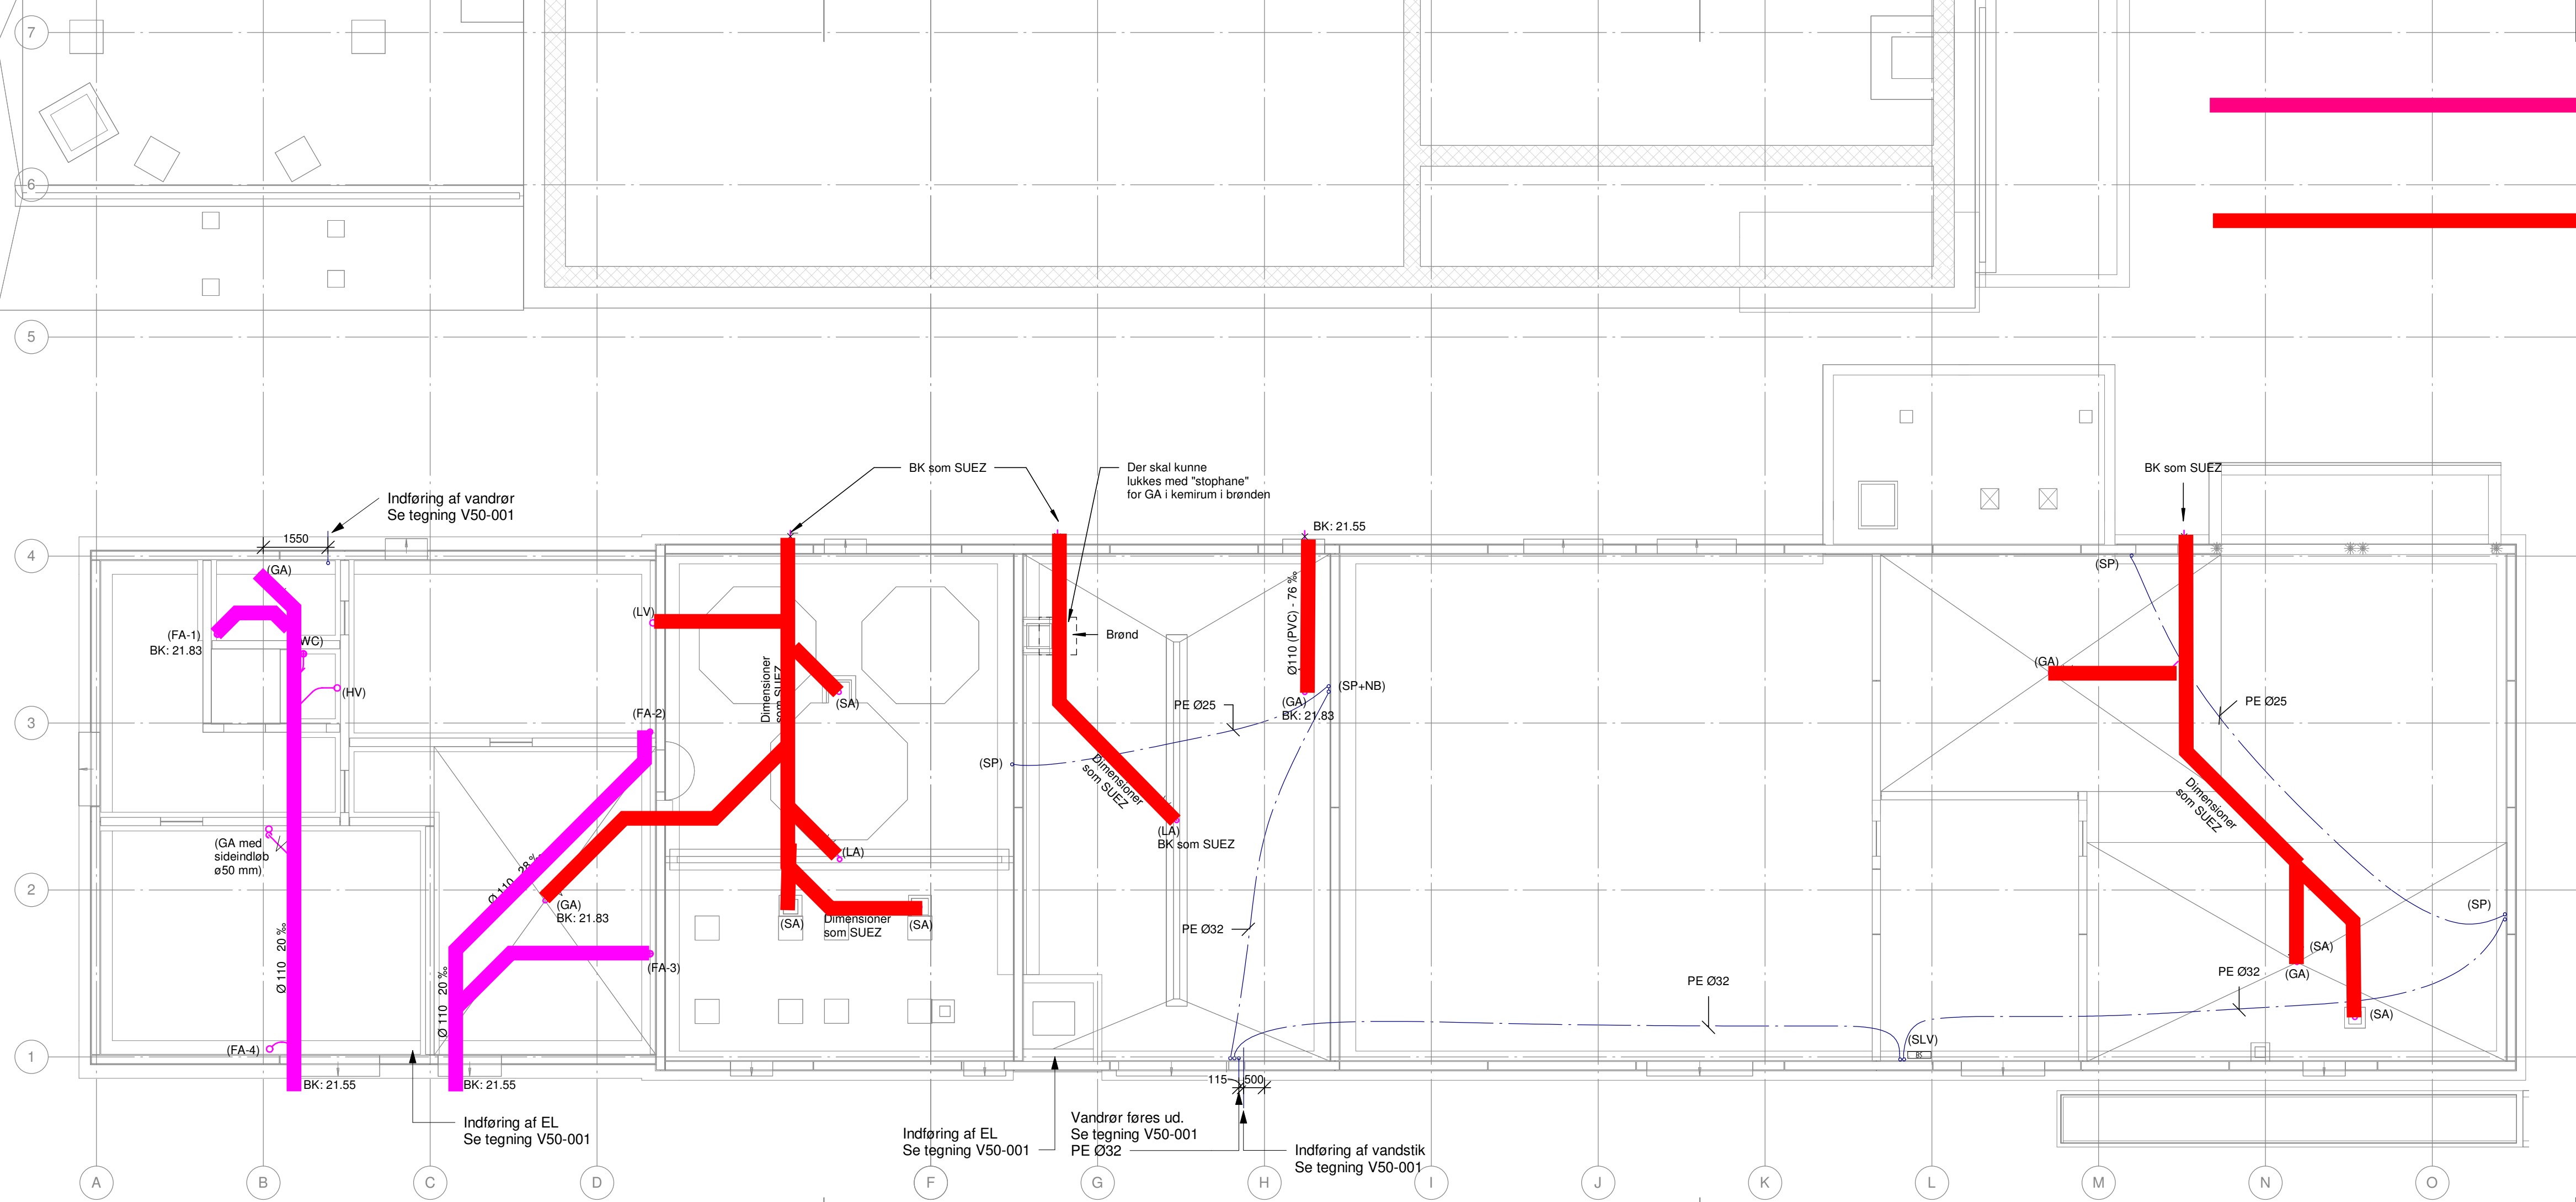 7
6
5
BK som SUEZ
Der skal kunne
lukkes med "stophane"
for GA i kemirum i brønden
BK som SUEZ
Indføring af vandrør
Se tegning V50-001
1550
BK: 21.55
4
(GA)
(SP)
(LV)
(FA-1)
BK: 21.83
WC)
Brønd
Ø110 (PVC) - 76 ‰
(GA)
(HV)
(SA)
(SP+NB)
(GA)
BK: 21.83
PE Ø25
PE Ø25
(FA-2)
Dimensioner
som SUEZ
3
(SP)
Dimensioner
som SUEZ
Dimensioner
som SUEZ
(LA)
BK som SUEZ
(GA med
sideindløb
ø50 mm)
(LA)
Ø 110 28 ‰
2
(GA)
BK: 21.83
(SA)
Dimensioner
som SUEZ
(SA)
(SP)
PE Ø32
(SA)
(FA-3)
(GA)
PE Ø32
PE Ø32
Ø 110 20 ‰
Ø 110 20 ‰
(SA)
(FA-4)
(SLV)
1
BK: 21.55
BK: 21.55
115
500
Indføring af EL
Se tegning V50-001
Indføring af EL
Se tegning V50-001
Vandrør føres ud.
Se tegning V50-001
PE Ø32
Indføring af vandstik
Se tegning V50-001
A
B
C
D
F
G
H
I
J
K
L
M
N
O